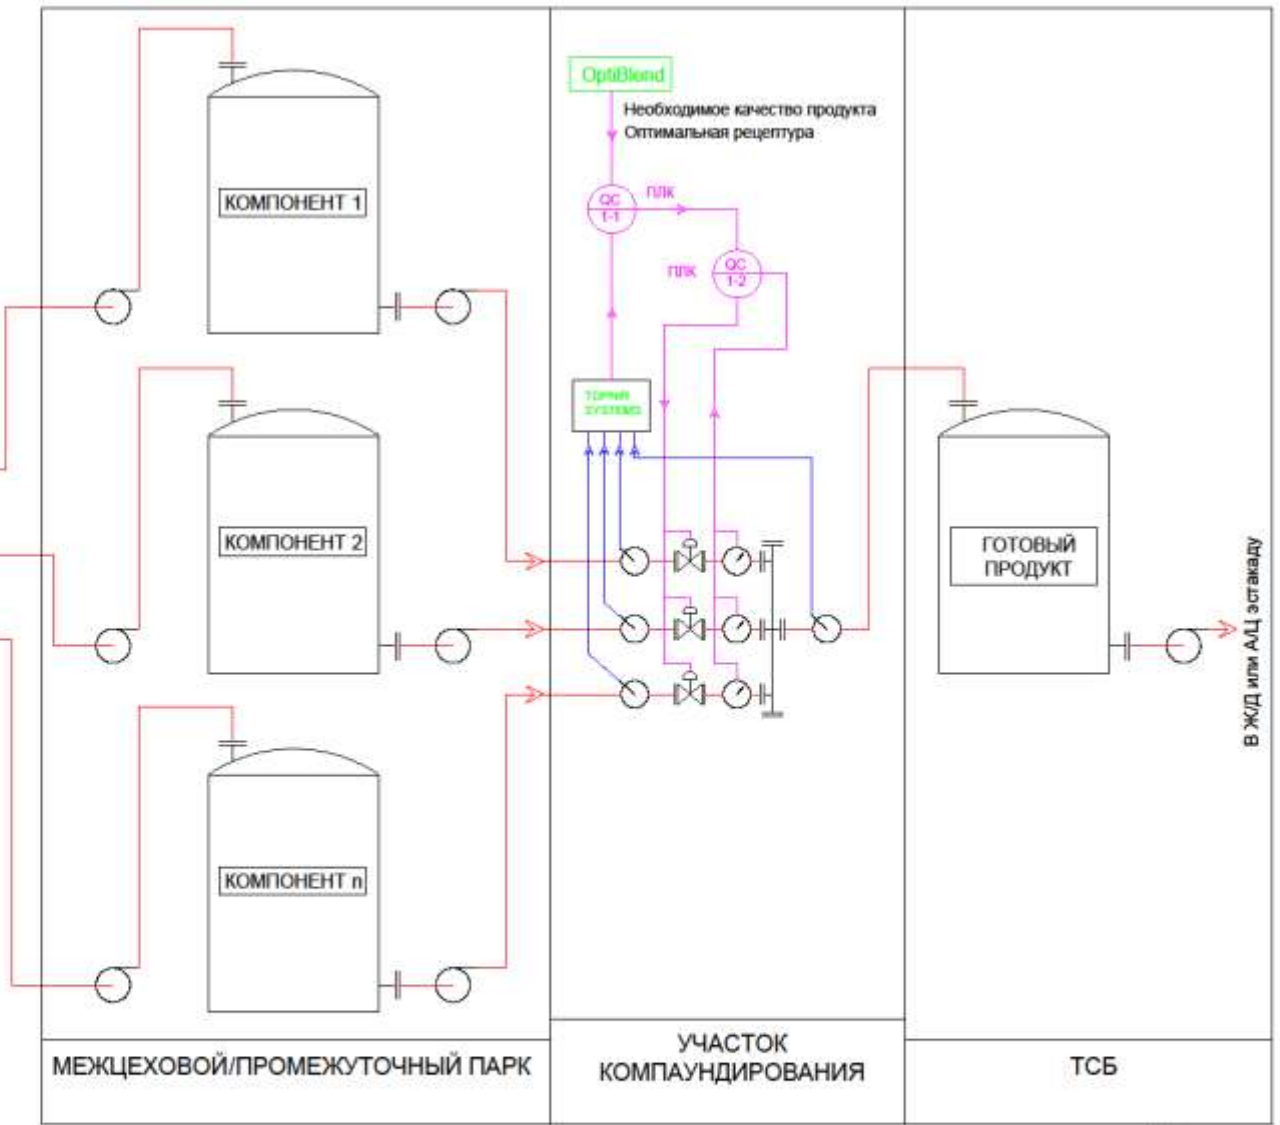 OptiBlend
Необходимое качество продукта
Оптимальная рецептура
QC
1-1
ПЛК
ПЛК
QC
1-2
TOPNIR
SYSTEMS
КОМПОНЕНТ 1
КОМПОНЕНТ 2
КОМПОНЕНТ n
ГОТОВЫЙ
ПРОДУКТ
В Ж/Д или А/Ц эстакаду
МЕЖЦЕХОВОЙ/ПРОМЕЖУТОЧНЫЙ ПАРК
УЧАСТОК
КОМПАУНДИРОВАНИЯ
ТСБ